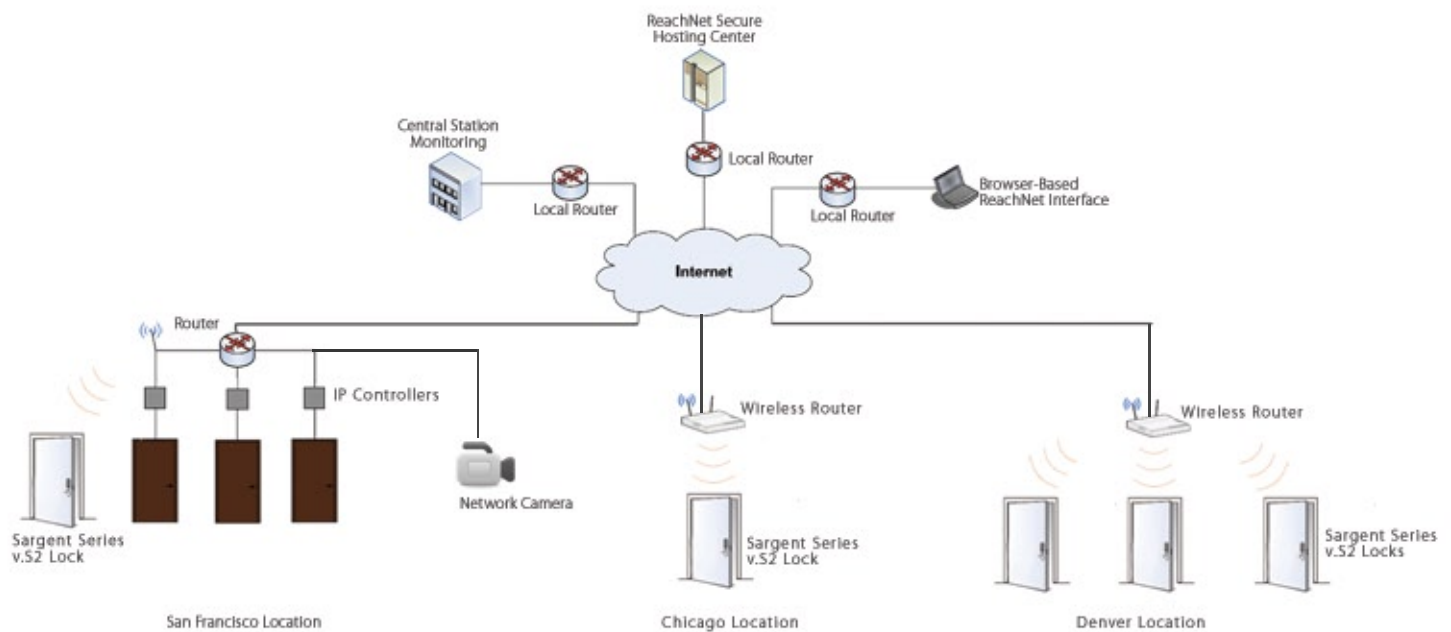 ReachNet Secure
Hosting Center
Central Station
Monitoring
Local Router
Local Router
Browser-Based
ReachNet Interface
Local Router
Internet
Router
IP Controllers
Wireless Router
Wireless Router
Network Camera
Sargent Series
v.S2 Lock
Sargent Series
v.S2 Lock
Sargent Series
v.S2 Locks
San Francisco Location
Chicago Location
Denver Location